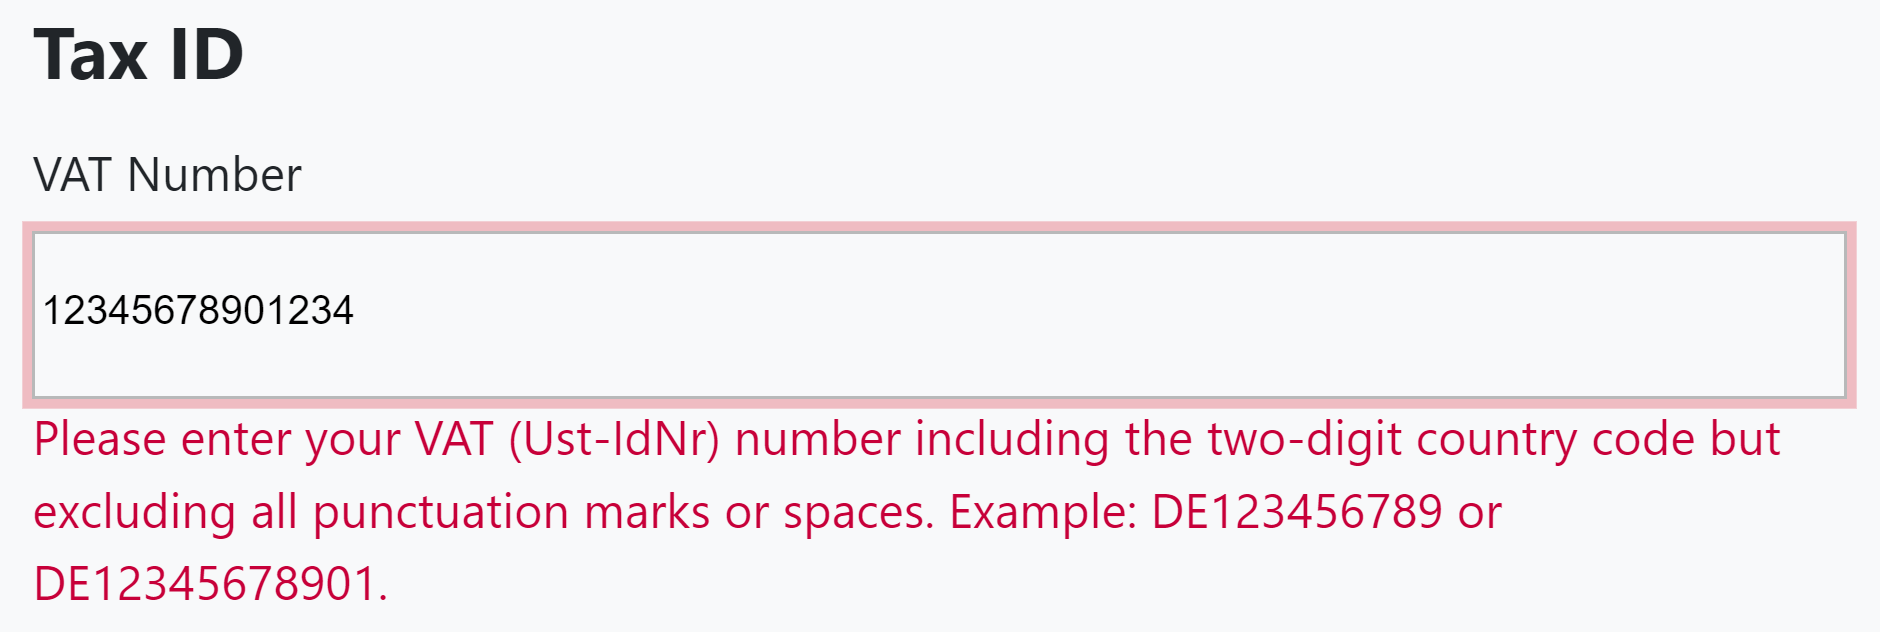 Tax ID
VAT Number
12345678901234
Please enter your VAT (Ust-IdNr) number including the two-digit country code but
excluding all punctuation marks or spaces. Example: DE123456789 or
DE12345678901.